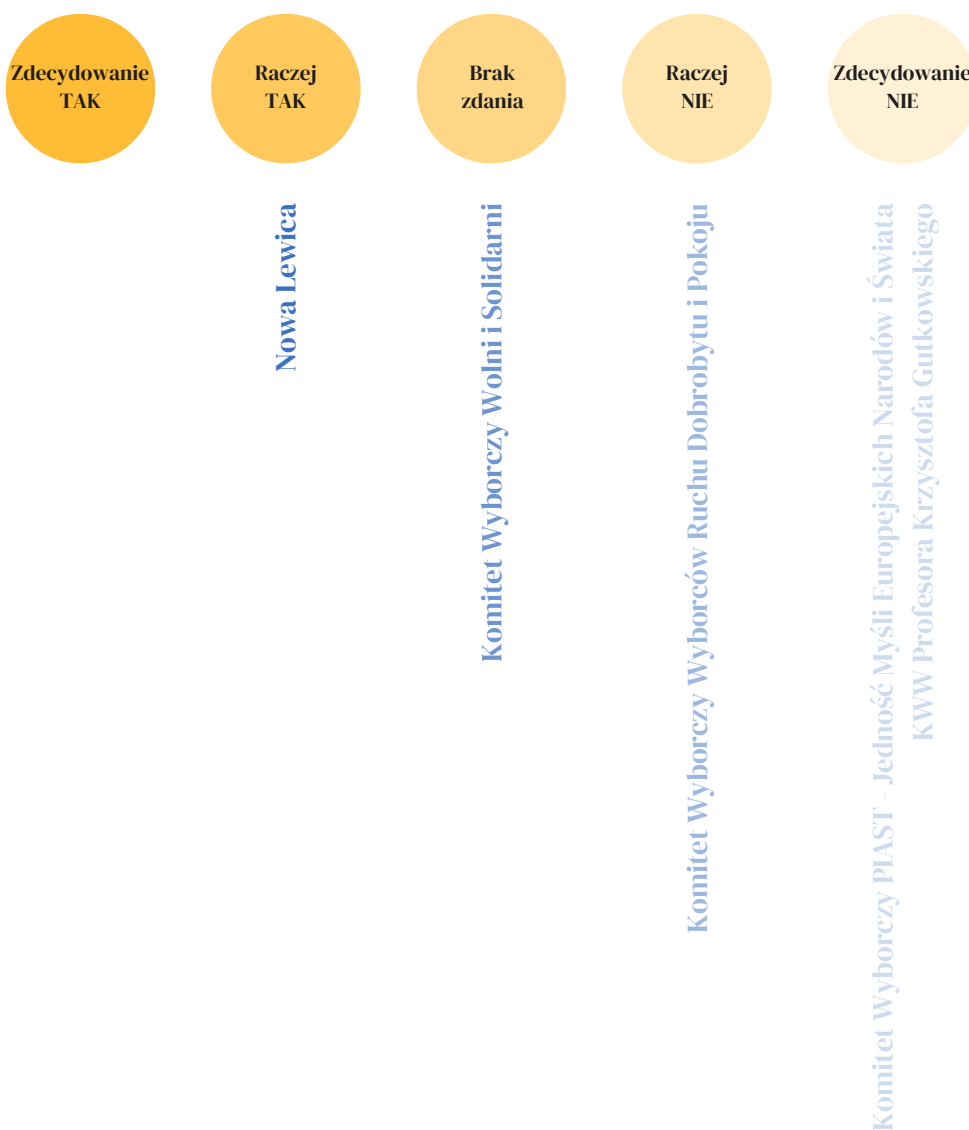 Zdecydowanie
TAK
Raczej
TAK
Brak
zdania
Raczej
NIE
Zdecydowanie
NIE
Nowa Lewica
Komitet Wyborczy Wolni i Solidarni
Komitet Wyborczy Wyborców Ruchu Dobrobytu i Pokoju
Komitet Wyborczy PIAST - Jedność Myśli Europejskich Narodów i Świata
KWW Profesora Krzysztofa Gutkowskiego